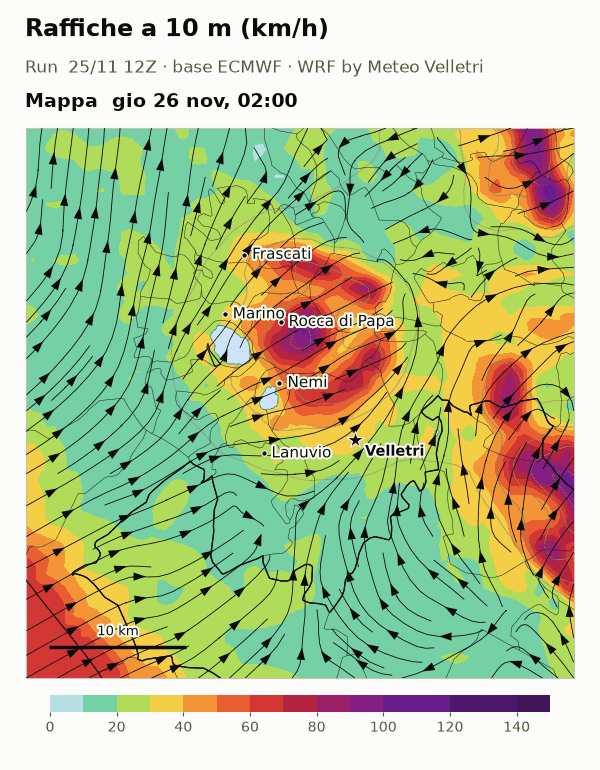 Raffiche a 10 m (km/h)
Run  25/11 12Z · base ECMWF · WRF by Meteo Velletri
Mappa  gio 26 nov, 02:00
Frascati
Marino
Rocca di Papa
Nemi
Velletri
Lanuvio
10 km
0 20 40 60 80 100 120 140